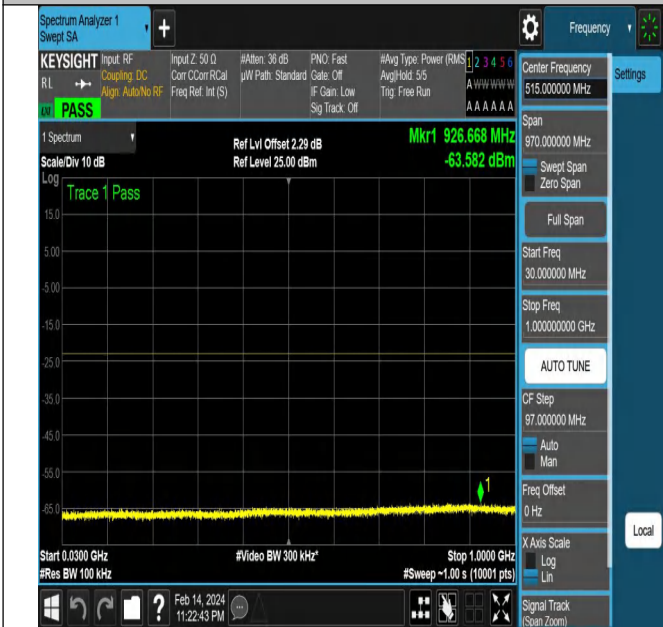 Spectrum Analyzer 1
Swept SA
Frequency
KEYSIGHT
RL
PASS
Input: RF
Coupling: DC
Align: Auto/No RF
Input Z: 50 Ω
Corr CCorr RCal
Freq Ref: Int (S)
#Atten: 36 dB
µW Path: Standard
PNO: Fast
Gate: Off
IF Gain: Low
Sig Track: Off
#Avg Type: Power (RMS
Avg|Hold: 5/5
Trig: Free Run
1 2 3 4 5 6
A W W W W W
A A A A A A
1 Spectrum
Scale/Div 10 dB
Log
Ref Lvl Offset 2.29 dB
Ref Level 25.00 dBm
Mkr1 926.668 MHz
-63.582 dBm
Trace 1 Pass
15.0
5.00
-5.00
-15.0
-25.0
-35.0
-45.0
-55.0
-65.0
1
Start 0.0300 GHz
#Res BW 100 kHz
#Video BW 300 kHz*
Stop 1.0000 GHz
#Sweep ~1.00 s (10001 pts)
Feb 14, 2024
11:22:43 PM
Center Frequency
515.000000 MHz
Settings
Span
970.000000 MHz
Swept Span
Zero Span
Full Span
Start Freq
30.000000 MHz
Stop Freq
1.000000000 GHz
AUTO TUNE
CF Step
97.000000 MHz
Auto
Man
Freq Offset
0 Hz
Local
X Axis Scale
Log
Lin
Signal Track
(Span Zoom)